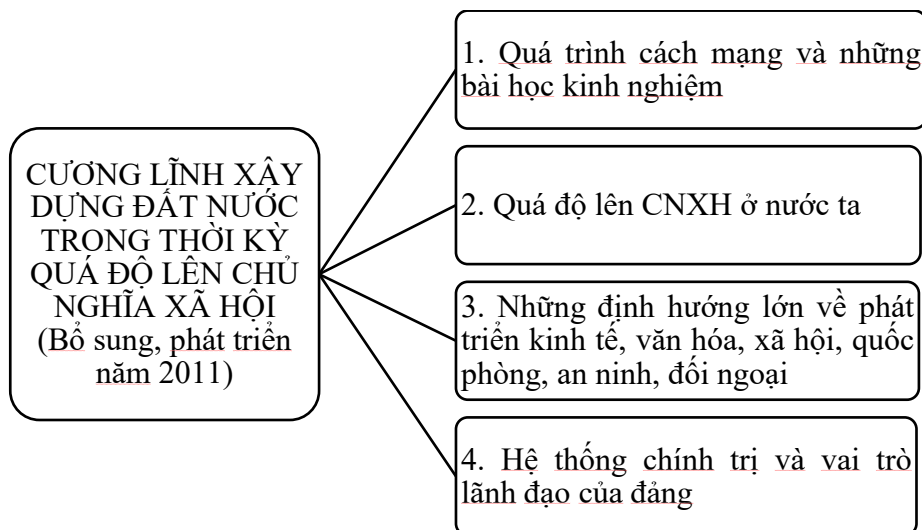 CƯƠNG LĨNH XÂY
DỰNG ĐẤT NƯỚC
TRONG THỜI KỲ
QUÁ ĐỘ LÊN CHỦ
NGHĨA XÃ HỘI
(Bổ sung, phát triển
năm 2011)
1. Quá trình cách mạng và những
bài học kinh nghiệm
2. Quá độ lên CNXH ở nước ta
3. Những định hướng lớn về phát
triển kinh tế, văn hóa, xã hội, quốc
phòng, an ninh, đối ngoại
4. Hệ thống chính trị và vai trò
lãnh đạo của đảng